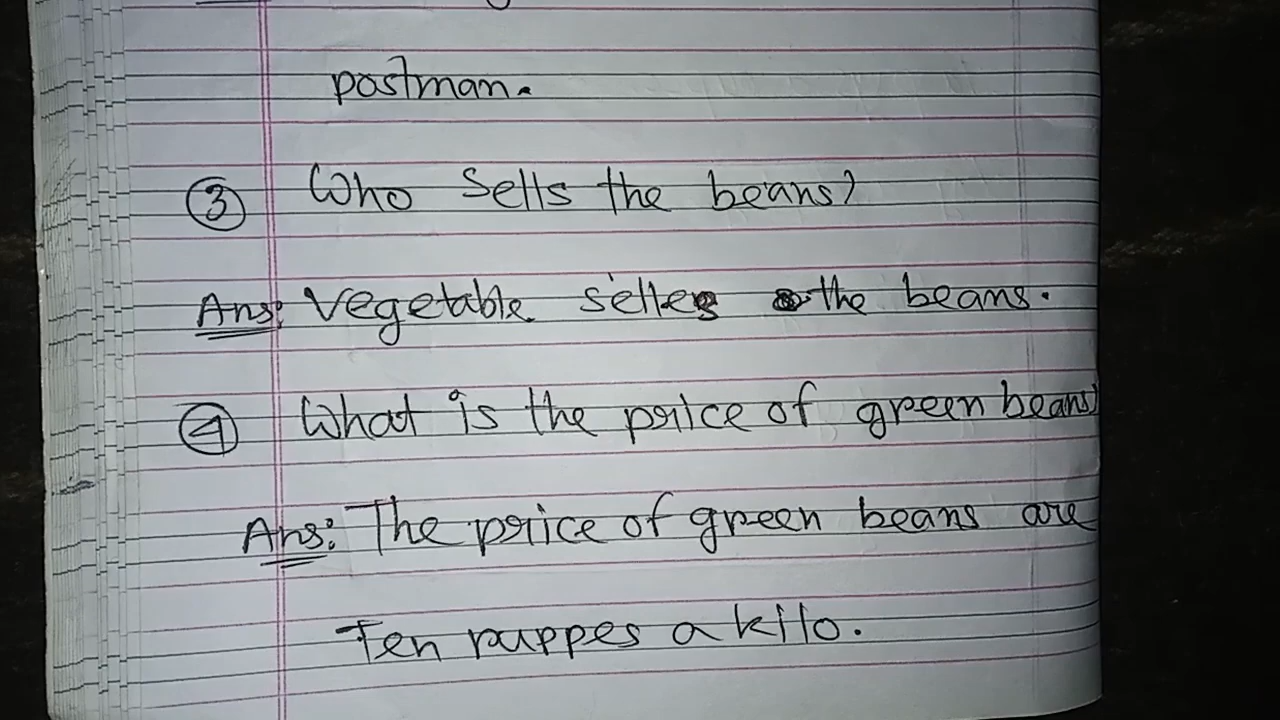 postman.
③ Who sells the beans?
Ans: Vegetable sellers the beans.
④ What is the price of green beans?
Ans: The price of green beans are
Ten ruppes a kilo.